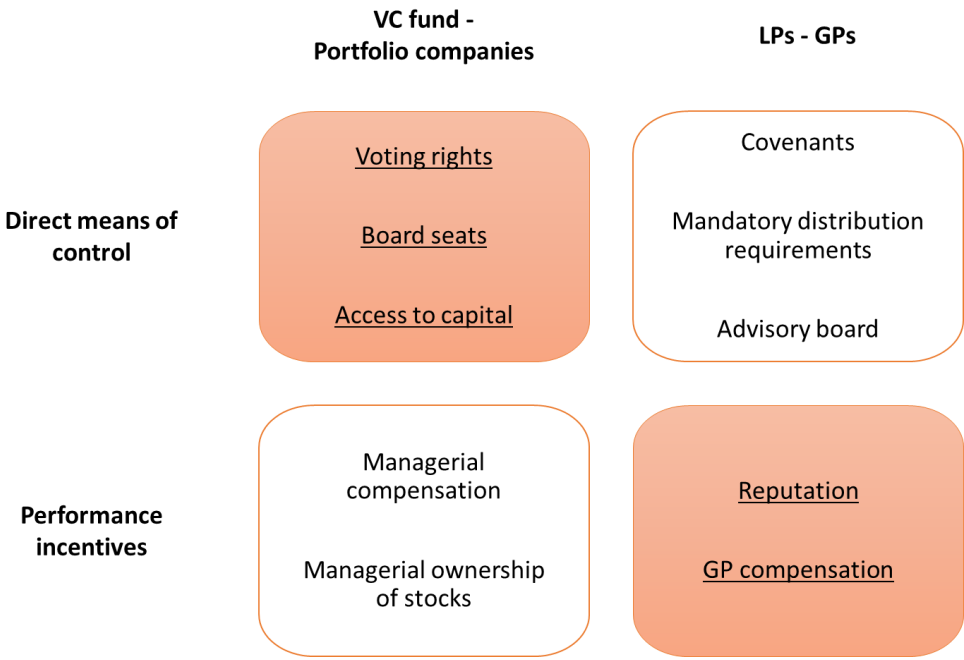 VC fund -
Portfolio companies
LPs - GPs
Direct means of
control
Voting rights
Board seats
Access to capital
Covenants
Mandatory distribution
requirements
Advisory board
Performance
incentives
Managerial
compensation
Managerial ownership
of stocks
Reputation
GP compensation